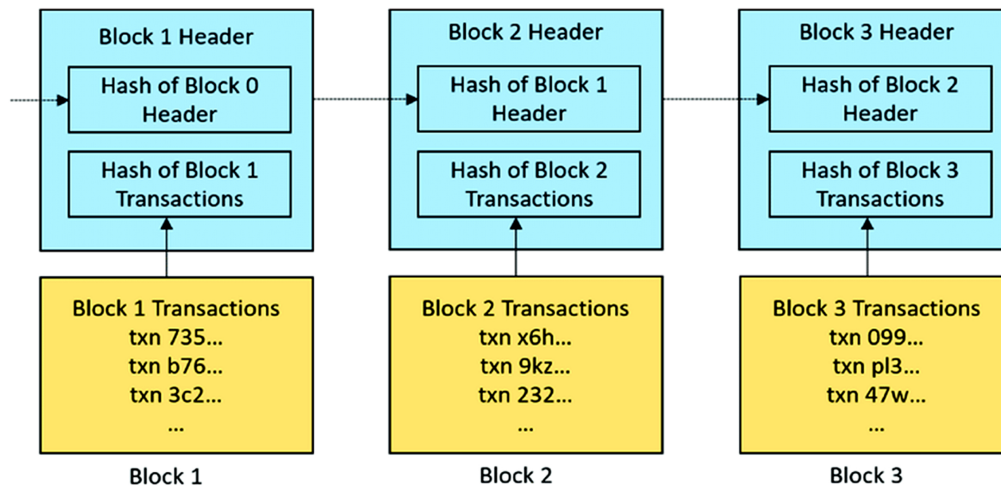 Block 1 Header
Hash of Block 0
Header
Hash of Block 1
Transactions
Block 1 Transactions
txn 735...
txn b76...
txn 3c2...
...
Block 1
Block 2 Header
Hash of Block 1
Header
Hash of Block 2
Transactions
Block 2 Transactions
txn x6h...
txn 9kz...
txn 232...
...
Block 2
Block 3 Header
Hash of Block 2
Header
Hash of Block 3
Transactions
Block 3 Transactions
txn 099...
txn pl3...
txn 47w...
...
Block 3